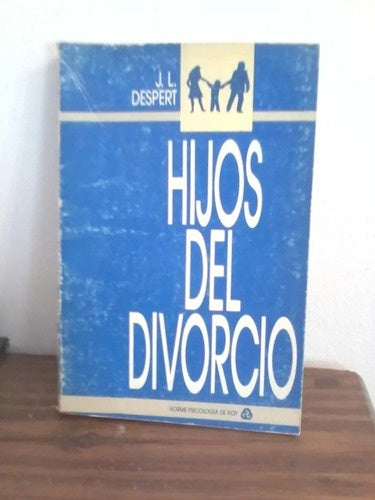 J. L.
DESPERT
HIJOS
DEL
DIVORCIO
HORME PSICOLOGIA DE HOY